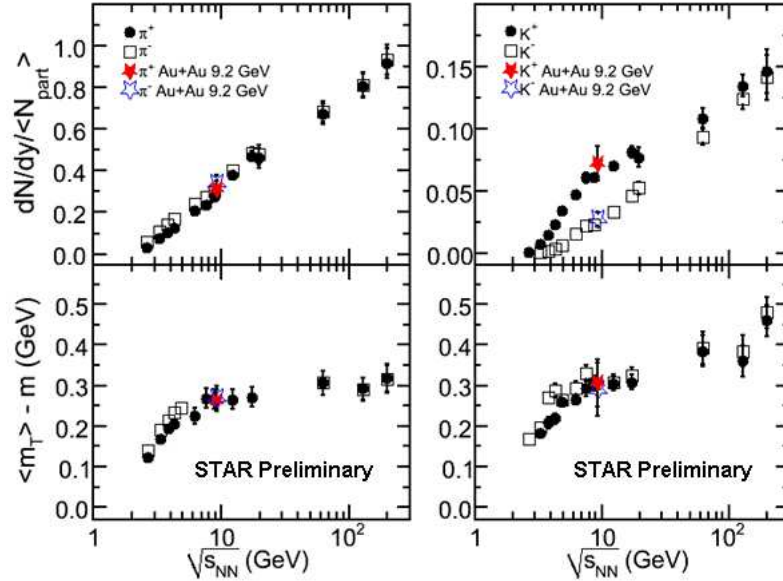 π⁺
π⁻
π⁺ Au+Au 9.2 GeV
π⁻ Au+Au 9.2 GeV
K⁺
K⁻
K⁺ Au+Au 9.2 GeV
K⁻ Au+Au 9.2 GeV
dN/dy/<N_part>
1.0
0.8
0.6
0.4
0.2
0.0
0.15
0.10
0.05
0.00
<m_T> - m (GeV)
0.5
0.4
0.3
0.2
0.1
0.0
STAR Preliminary
0.5
0.4
0.3
0.2
0.1
0.0
STAR Preliminary
1 10 10²
√s_NN (GeV)
1 10 10²
√s_NN (GeV)